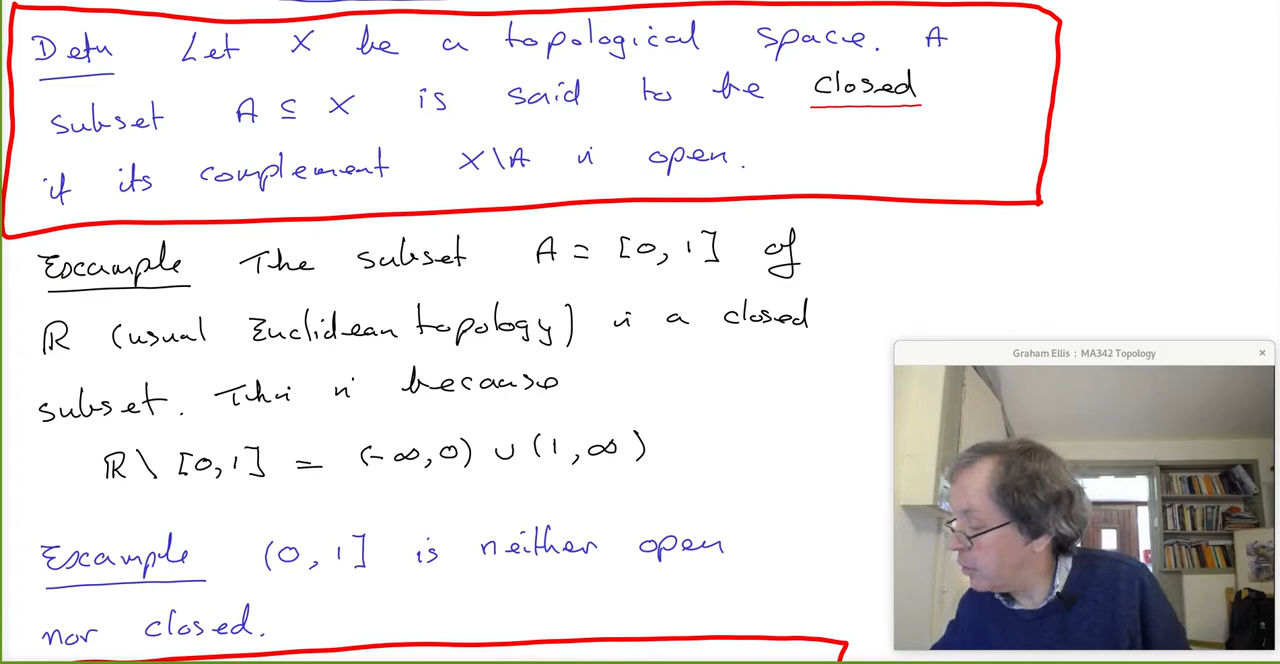 Defn Let X be a topological space. A
subset A ⊆ X is said to be closed
if its complement X\A is open.
Example The subset A = [0, 1] of
ℝ (usual Euclidean topology) is a closed
subset. This is because
ℝ \ [0, 1] = (-∞, 0) ∪ (1, ∞)
Graham Ellis : MA342 Topology
Example (0, 1] is neither open
nor closed.